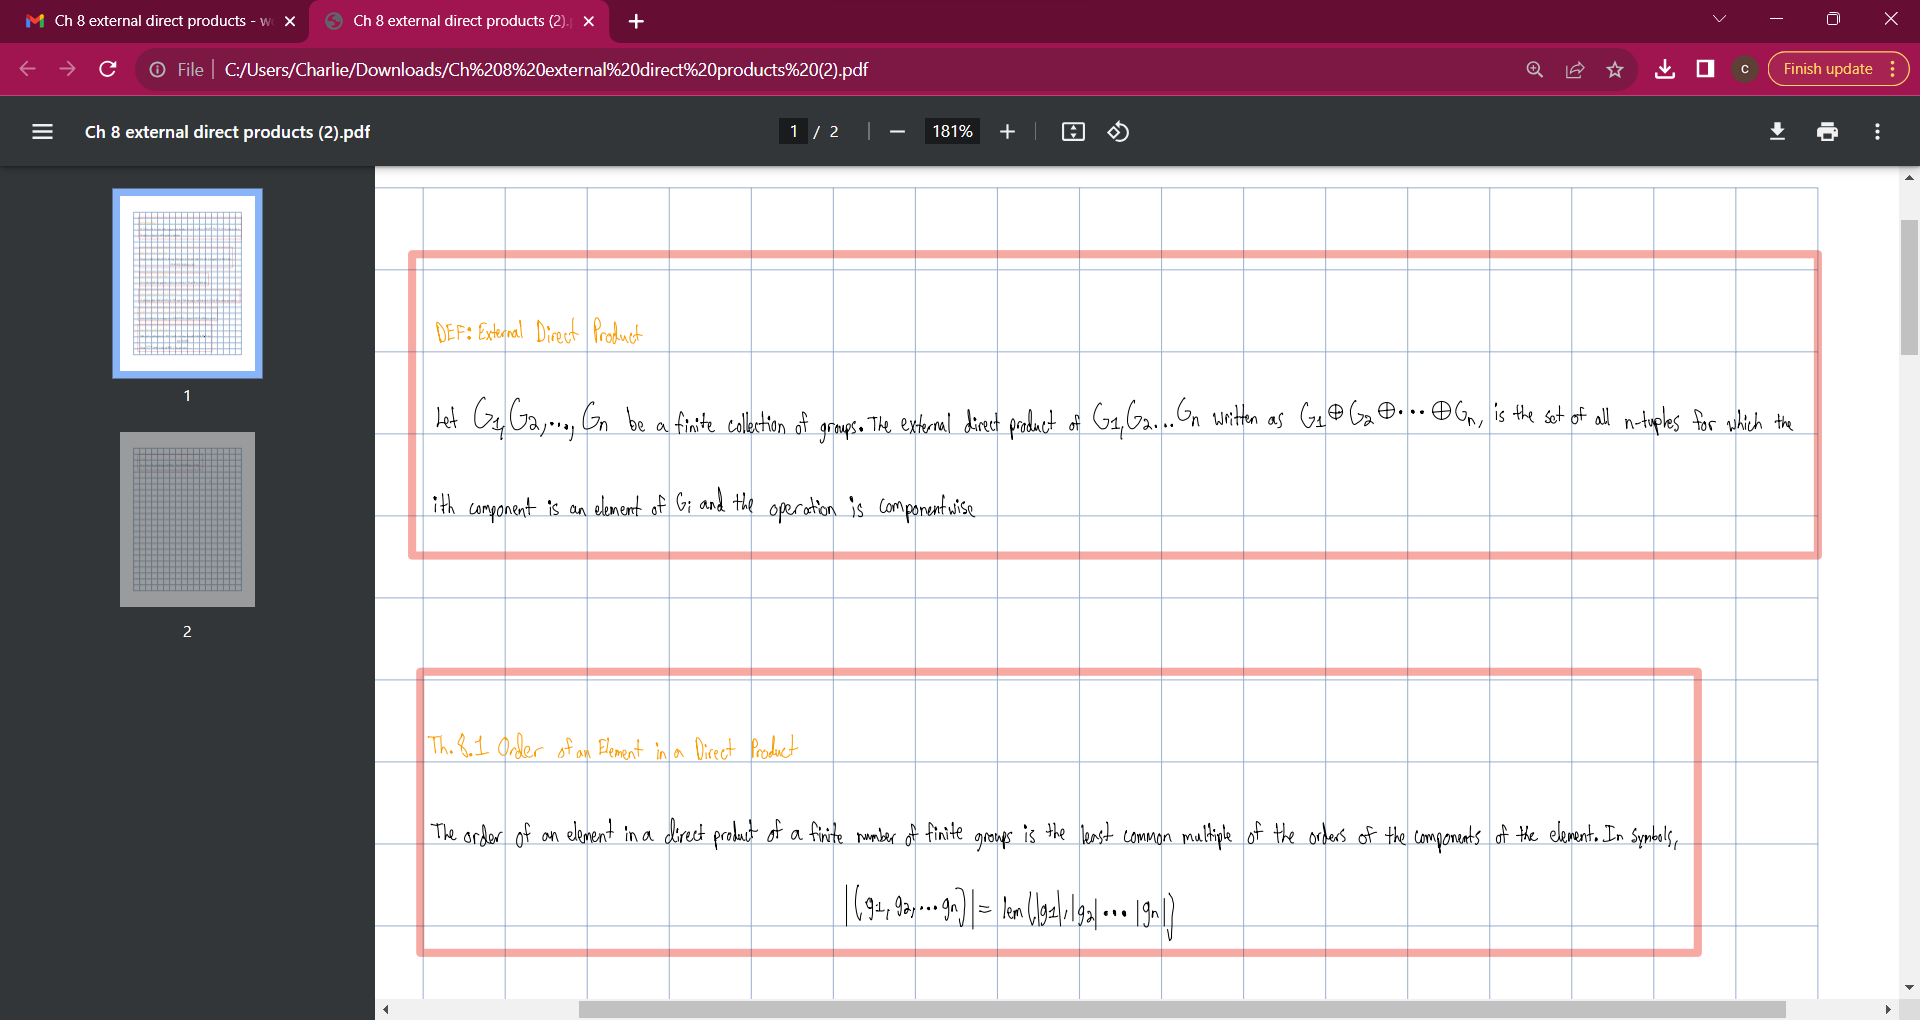 Ch 8 external direct products - w
Ch 8 external direct products (2).
File
C:/Users/Charlie/Downloads/Ch%208%20external%20direct%20products%20(2).pdf
C
Finish update
Ch 8 external direct products (2).pdf
1 / 2
181%
1
2
DEF: External Direct Product
Let G1, G2, ..., Gn be a finite collection of groups. The external direct product of G1, G2...Gn written as G1 ⊕ G2 ⊕ ··· ⊕ Gn, is the set of all n-tuples for which the
ith component is an element of Gi and the operation is componentwise
Th. 8.1 Order of an Element in a Direct Product
The order of an element in a direct product of a finite number of finite groups is the least common multiple of the orders of the components of the element. In symbols,
|(g1, g2, ··· gn)| = lcm(|g1|, |g2| ··· |gn|)